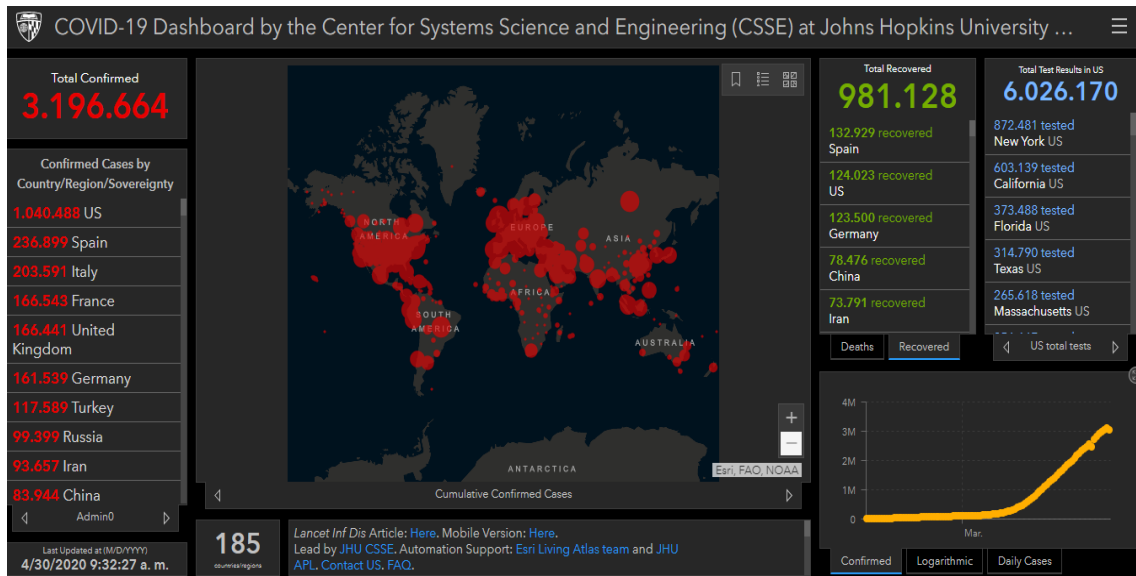 COVID-19 Dashboard by the Center for Systems Science and Engineering (CSSE) at Johns Hopkins University ...
Total Confirmed
3.196.664
Confirmed Cases by
Country/Region/Sovereignty
1.040.488 US
236.899 Spain
203.591 Italy
166.543 France
166.441 United
Kingdom
161.539 Germany
117.589 Turkey
99.399 Russia
93.657 Iran
83.944 China
Admin0
Last Updated at (M/D/YYYY)
4/30/2020 9:32:27 a. m.
NORTH
AMERICA
EUROPE
ASIA
AFRICA
SOUTH
AMERICA
AUSTRALIA
ANTARCTICA
+
−
Esri, FAO, NOAA
Cumulative Confirmed Cases
185
countries/regions
Lancet Inf Dis Article: Here. Mobile Version: Here.
Lead by JHU CSSE. Automation Support: Esri Living Atlas team and JHU
APL. Contact US. FAQ.
Total Recovered
981.128
132.929 recovered
Spain
124.023 recovered
US
123.500 recovered
Germany
78.476 recovered
China
73.791 recovered
Iran
Deaths
Recovered
Total Test Results in US
6.026.170
872.481 tested
New York US
603.139 tested
California US
373.488 tested
Florida US
314.790 tested
Texas US
265.618 tested
Massachusetts US
US total tests
4M
3M
2M
1M
0
Mar.
Confirmed
Logarithmic
Daily Cases